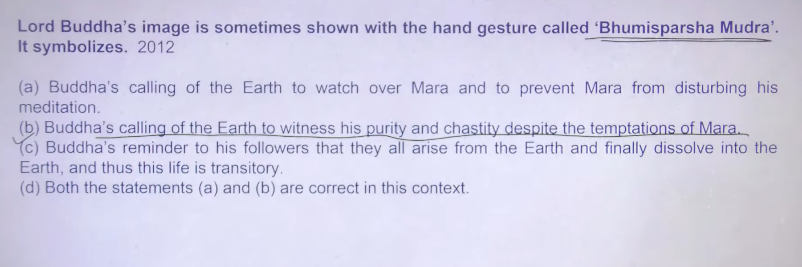 Lord Buddha's image is sometimes shown with the hand gesture called 'Bhumisparsha Mudra'.
It symbolizes. 2012
(a) Buddha's calling of the Earth to watch over Mara and to prevent Mara from disturbing his
meditation.
(b) Buddha's calling of the Earth to witness his purity and chastity despite the temptations of Mara.
(c) Buddha's reminder to his followers that they all arise from the Earth and finally dissolve into the
Earth, and thus this life is transitory.
(d) Both the statements (a) and (b) are correct in this context.